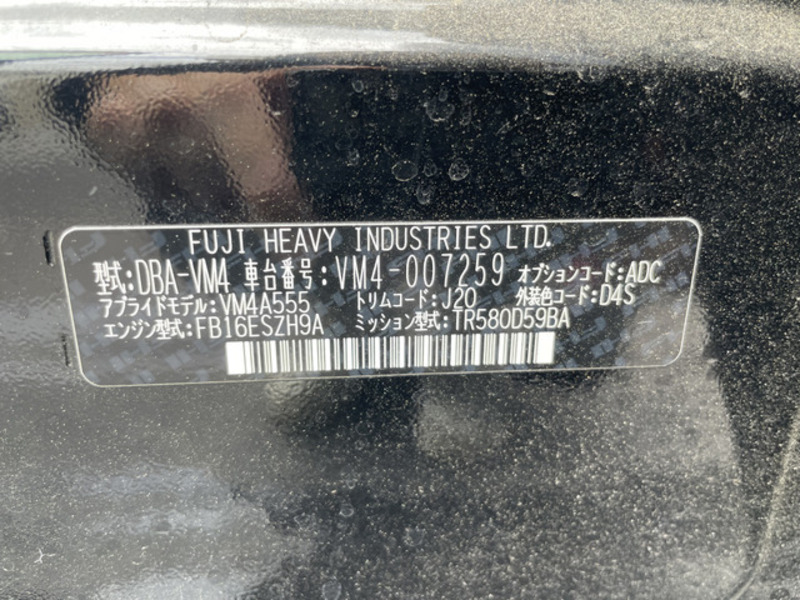 FUJI HEAVY INDUSTRIES LTD.
型式:DBA-VM4 車台番号:VM4-007259 オプションコード:ADC
アプライドモデル:VM4A555 トリムコード:J20 外装色コード:D4S
エンジン型式:FB16ESZH9A ミッション型式:TR580D59BA